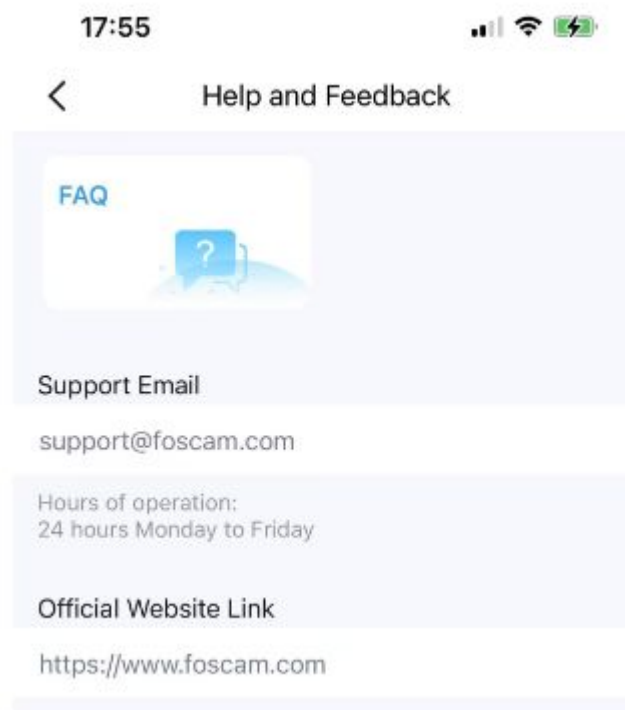 17:55
Help and Feedback
FAQ
?
Support Email
support@foscam.com
Hours of operation:
24 hours Monday to Friday
Official Website Link
https://www.foscam.com